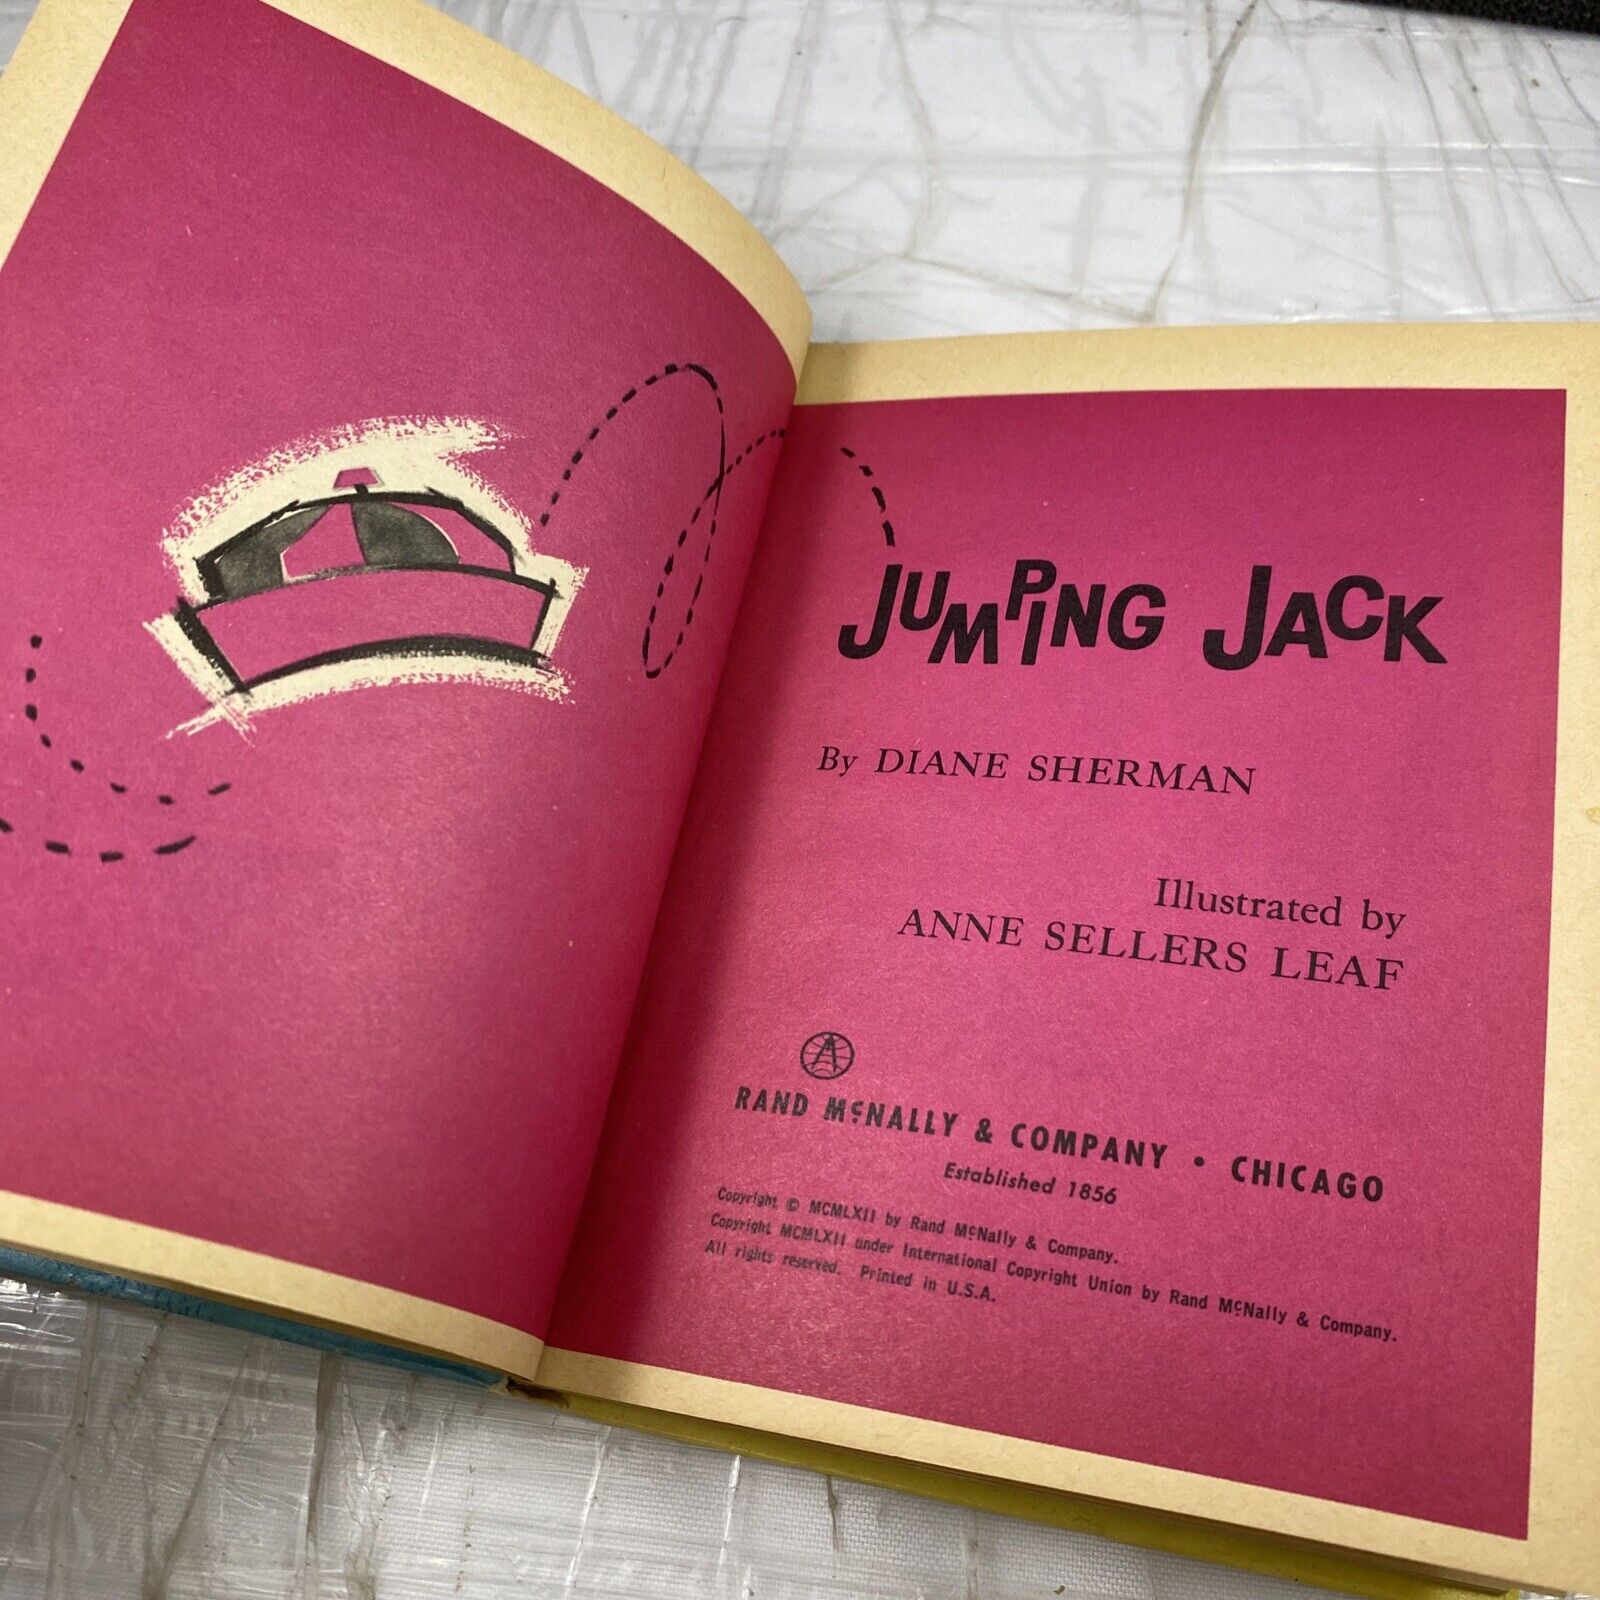 JUMPING JACK
By DIANE SHERMAN
Illustrated by
ANNE SELLERS LEAF
RAND McNALLY & COMPANY • CHICAGO
Established 1856
Copyright © MCMLXII by Rand McNally & Company.
Copyright MCMLXII under International Copyright Union by Rand McNally & Company.
All rights reserved. Printed in U.S.A.